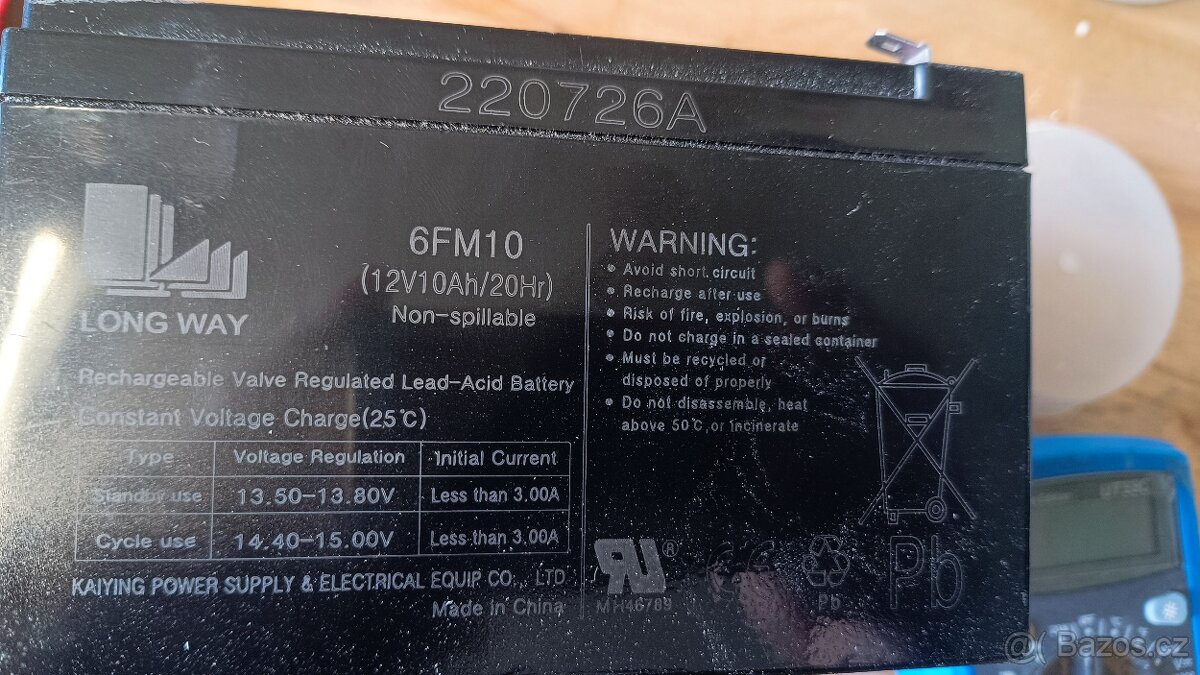 220726A
LONG WAY
6FM10
(12V10Ah/20Hr)
Non-spillable
Rechargeable Valve Regulated Lead-Acid Battery
Constant Voltage Charge(25℃)
Type Voltage Regulation Initial Current
Standby use 13.50-13.80V Less than 3.00A
Cycle use 14.40-15.00V Less than 3.00A
KAIYING POWER SUPPLY & ELECTRICAL EQUIP CO., LTD
Made in China
WARNING:
• Avoid short circuit
• Recharge after use
• Risk of fire, explosion, or burns
• Do not charge in a sealed container
• Must be recycled or
disposed of properly
• Do not disassemble, heat
above 50℃, or incinerate
RU®
MH46789
CE
Pb
Pb
Bazos.cz